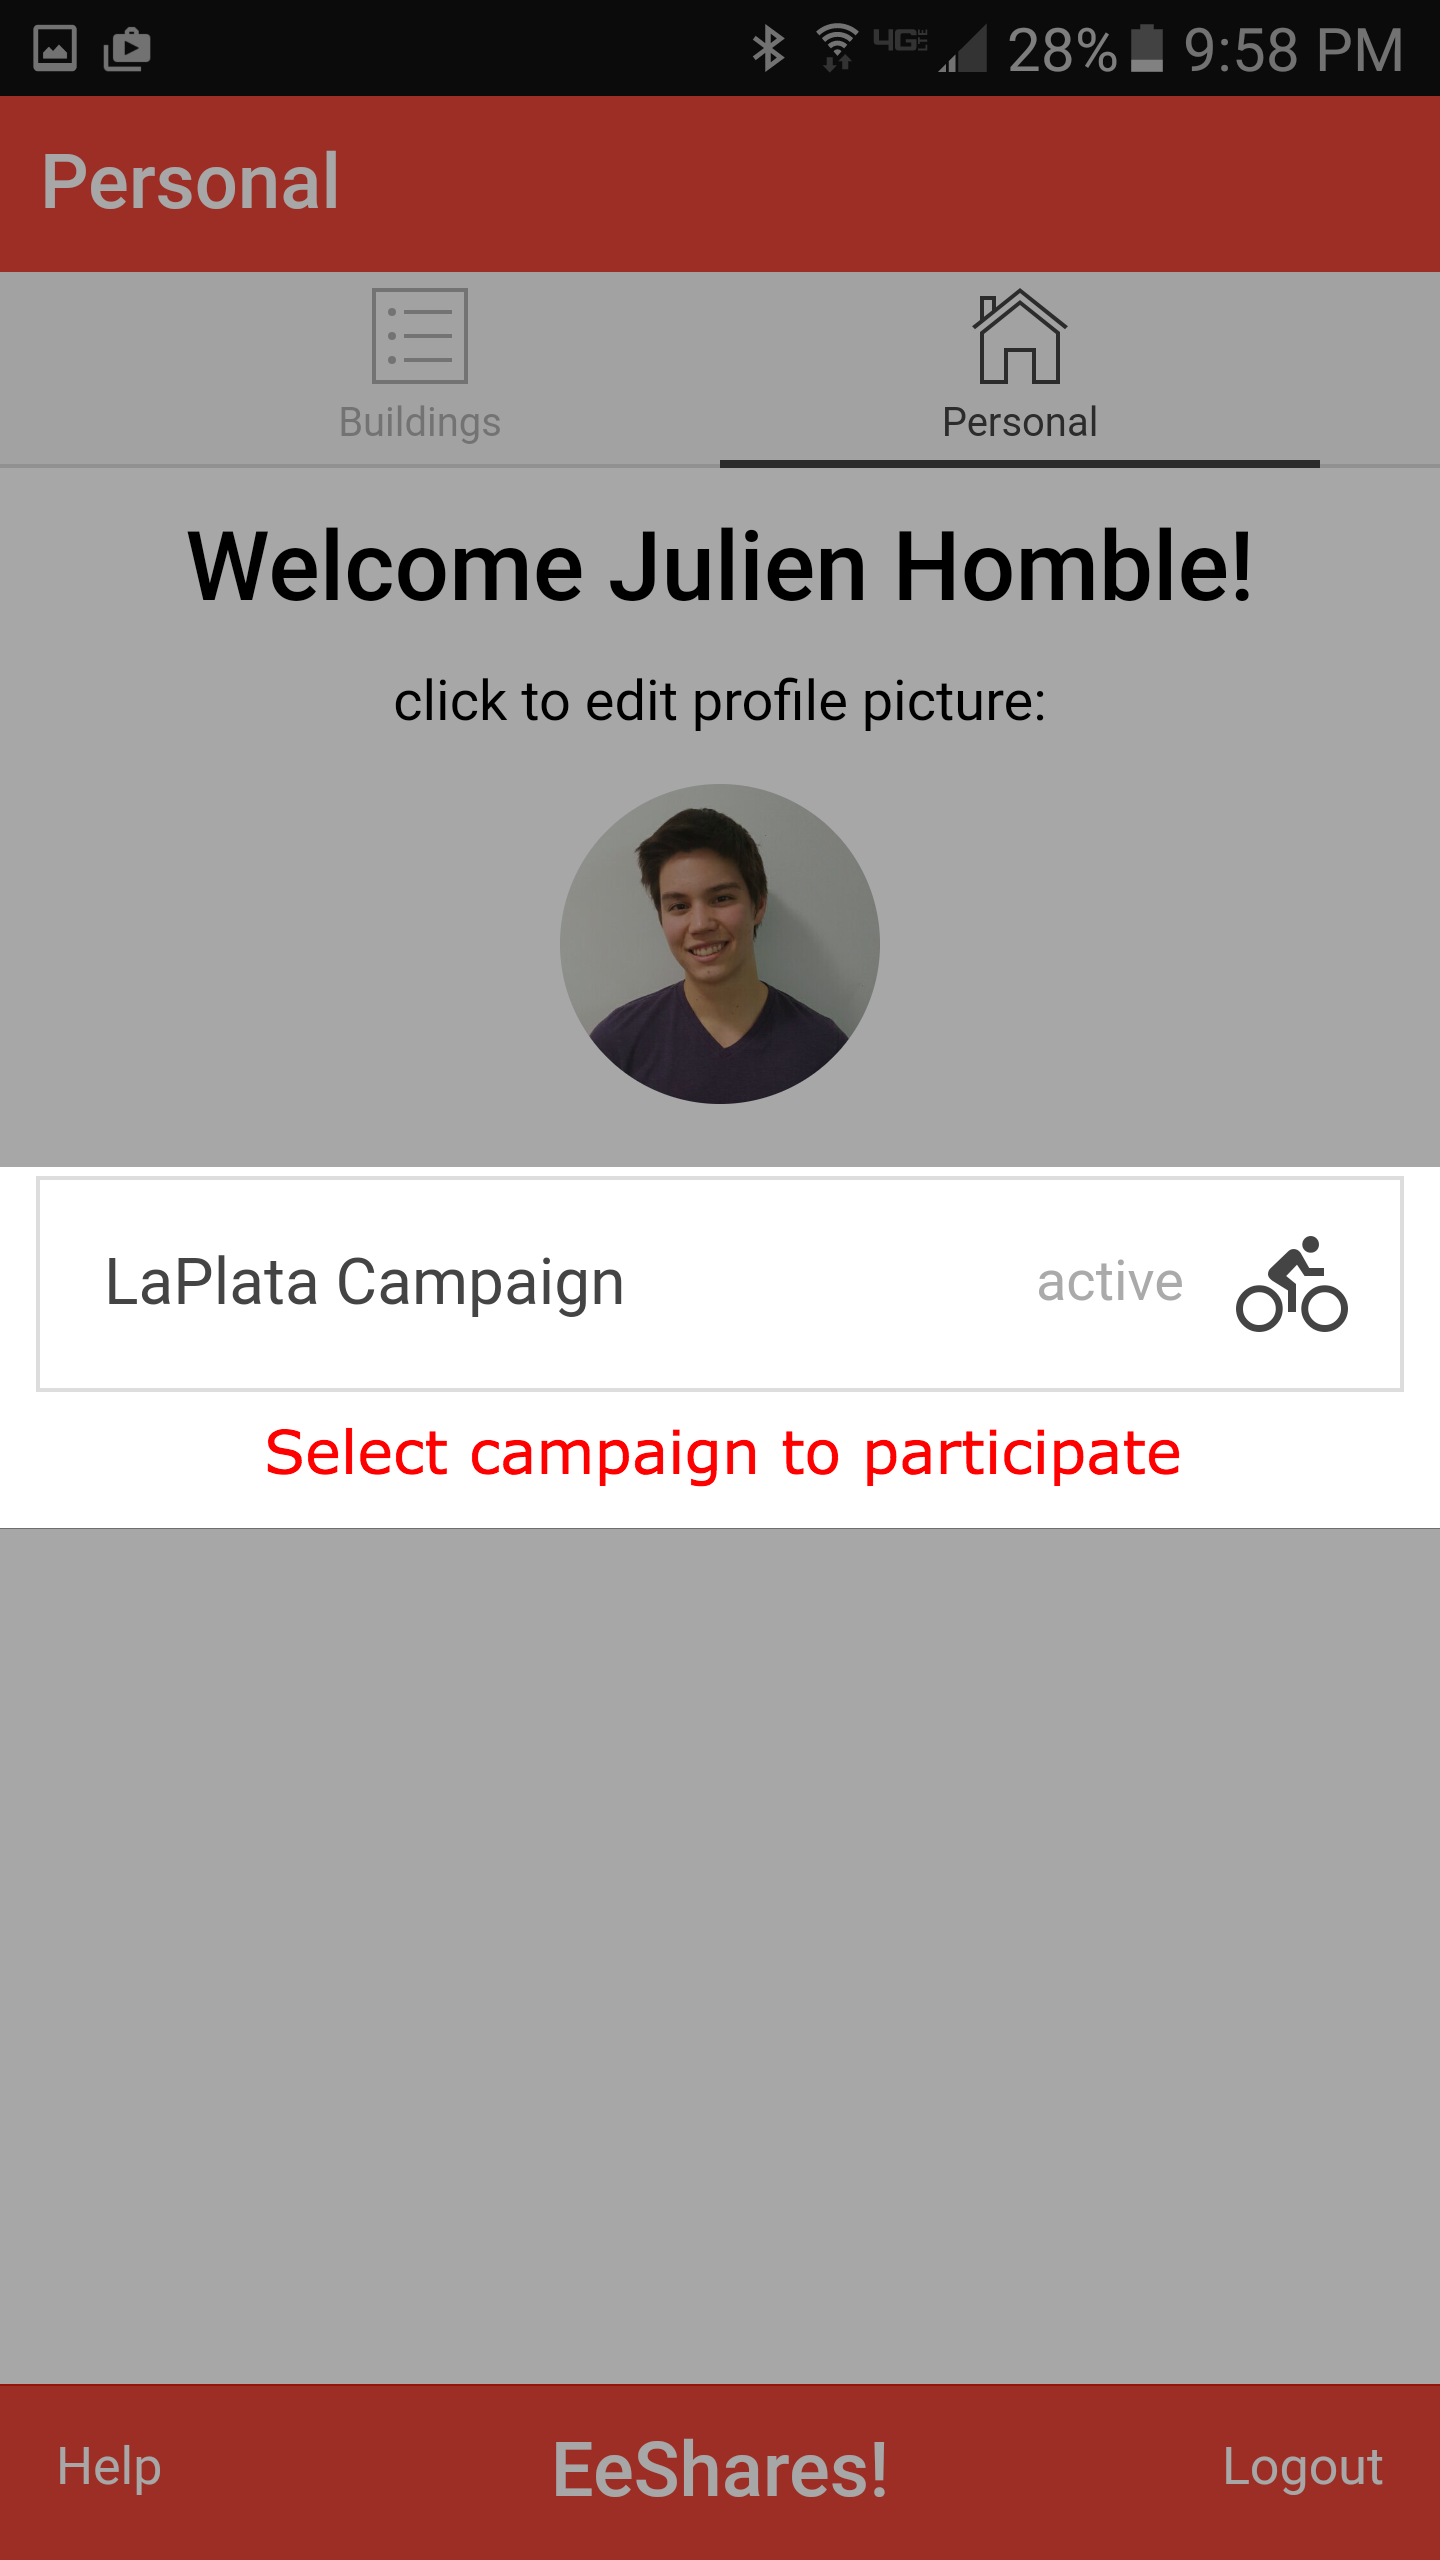 4G LTE 28% 9:58 PM
Personal
Buildings Personal
Welcome Julien Homble!
click to edit profile picture:
LaPlata Campaign active
Select campaign to participate
Help EeShares! Logout